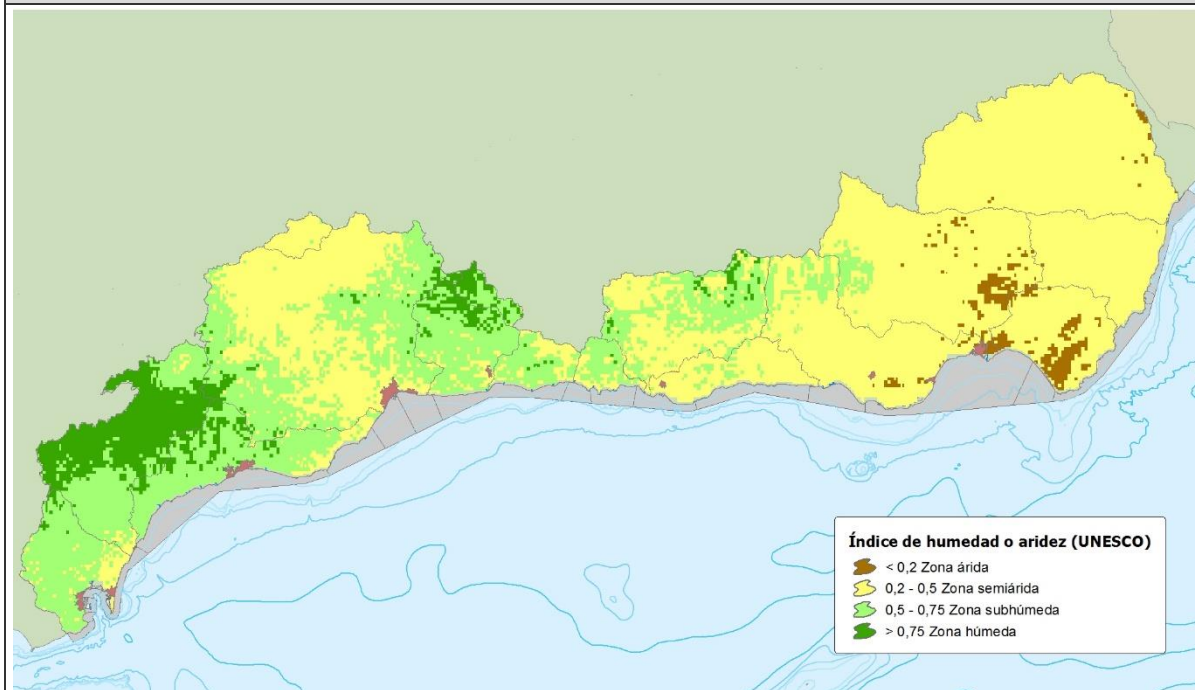 Índice de humedad o aridez (UNESCO)
< 0,2 Zona árida
0,2 - 0,5 Zona semiárida
0,5 - 0,75 Zona subhúmeda
> 0,75 Zona húmeda